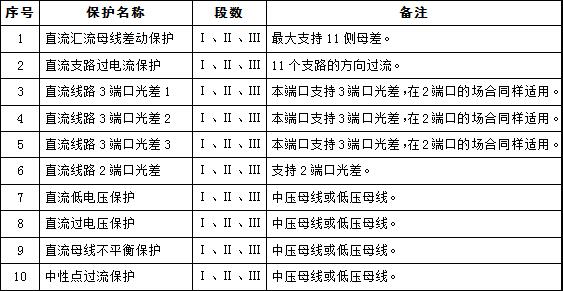 序号 保护名称 段数 备注
1 直流汇流母线差动保护 Ⅰ、Ⅱ、Ⅲ 最大支持11侧母差。
2 直流支路过电流保护 Ⅰ、Ⅱ、Ⅲ 11个支路的方向过流。
3 直流线路3端口光差1 Ⅰ、Ⅱ、Ⅲ 本端口支持3端口光差,在2端口的场合同样适用。
4 直流线路3端口光差2 Ⅰ、Ⅱ、Ⅲ 本端口支持3端口光差,在2端口的场合同样适用。
5 直流线路3端口光差3 Ⅰ、Ⅱ、Ⅲ 本端口支持3端口光差,在2端口的场合同样适用。
6 直流线路2端口光差 Ⅰ、Ⅱ、Ⅲ 支持2端口光差。
7 直流低电压保护 Ⅰ、Ⅱ、Ⅲ 中压母线或低压母线。
8 直流过电压保护 Ⅰ、Ⅱ、Ⅲ 中压母线或低压母线。
9 直流母线不平衡保护 Ⅰ、Ⅱ、Ⅲ 中压母线或低压母线。
10 中性点过流保护 Ⅰ、Ⅱ、Ⅲ 中压母线或低压母线。